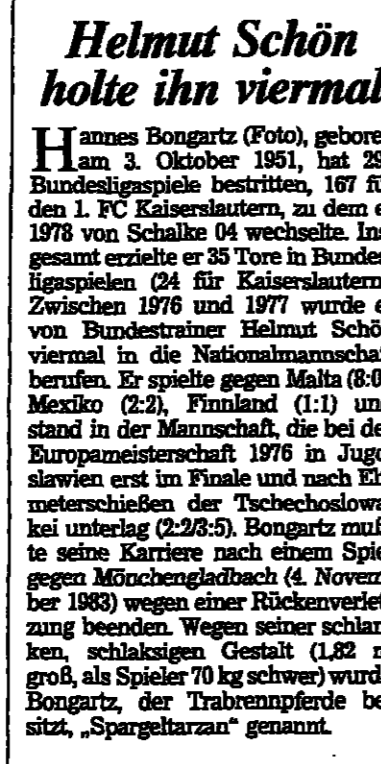 Helmut Schön
holte ihn viermal
Hannes Bongartz (Foto), gebore
am 3. Oktober 1951, hat 29
Bundesligaspiele bestritten, 167 fü
den 1. FC Kaiserslautern, zu dem e
1978 von Schalke 04 wechselte. Ins
gesamt erzielte er 35 Tore in Bundes
ligaspielen (24 für Kaiserslautern
Zwischen 1976 und 1977 wurde e
von Bundestrainer Helmut Schö
viermal in die Nationalmannschaf
berufen. Er spielte gegen Malta (8:0
Mexiko (2:2), Finnland (1:1) un
stand in der Mannschaft, die bei de
Europameisterschaft 1976 in Jugo
slawien erst im Finale und nach El
meterschießen der Tschechoslowa
kei unterlag (2:2/3:5). Bongartz muß
te seine Karriere nach einem Spie
gegen Mönchengladbach (4. Novem
ber 1983) wegen einer Rückenverlet
zung beenden. Wegen seiner schlan
ken, schlaksigen Gestalt (1,82 m
groß, als Spieler 70 kg schwer) wurd
Bongartz, der Trabrennpferde be
sitzt, „Spargeltarzan“ genannt.